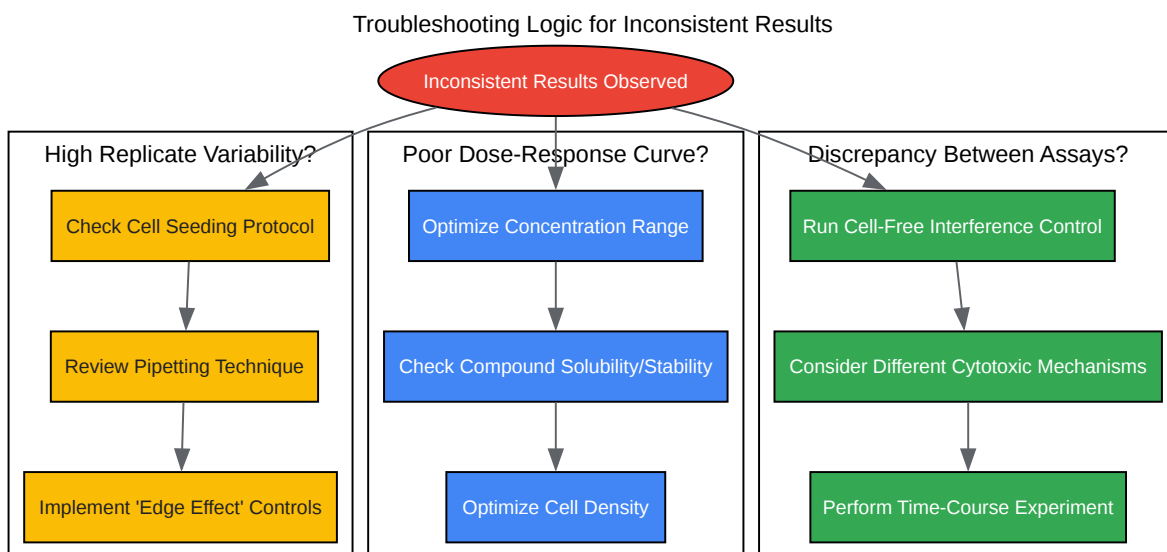 Troubleshooting Logic for Inconsistent Results
Inconsistent Results Observed
High Replicate Variability?
Check Cell Seeding Protocol
Review Pipetting Technique
Implement 'Edge Effect' Controls
Poor Dose-Response Curve?
Optimize Concentration Range
Check Compound Solubility/Stability
Optimize Cell Density
Discrepancy Between Assays?
Run Cell-Free Interference Control
Consider Different Cytotoxic Mechanisms
Perform Time-Course Experiment